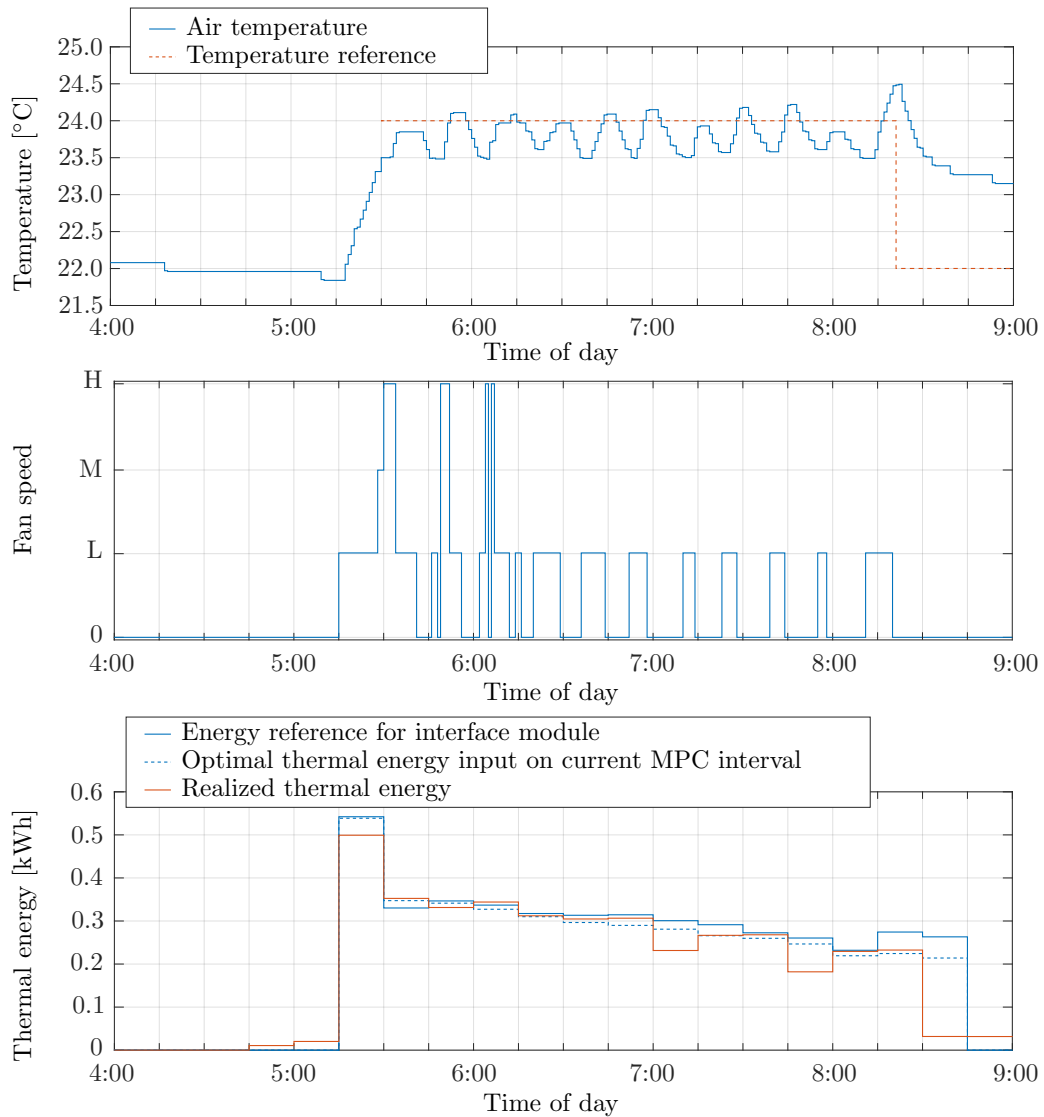 Air temperature
Temperature reference
Temperature [°C]
25.0
24.5
24.0
23.5
23.0
22.5
22.0
21.5
4:00 5:00 6:00 7:00 8:00 9:00
Time of day
Fan speed
H
M
L
0
4:00 5:00 6:00 7:00 8:00 9:00
Time of day
Energy reference for interface module
Optimal thermal energy input on current MPC interval
Realized thermal energy
Thermal energy [kWh]
0.6
0.5
0.4
0.3
0.2
0.1
0
4:00 5:00 6:00 7:00 8:00 9:00
Time of day